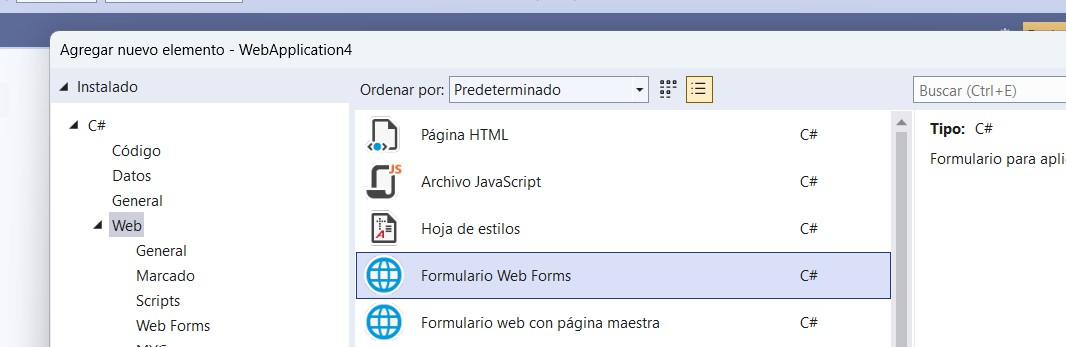 Agregar nuevo elemento - WebApplication4
Instalado
Ordenar por: Predeterminado
Buscar (Ctrl+E)
C#
Código
Datos
General
Web
General
Marcado
Scripts
Web Forms
Página HTML C#
JS Archivo JavaScript C#
A Hoja de estilos C#
Formulario Web Forms C#
Formulario web con página maestra C#
Tipo: C#
Formulario para apli